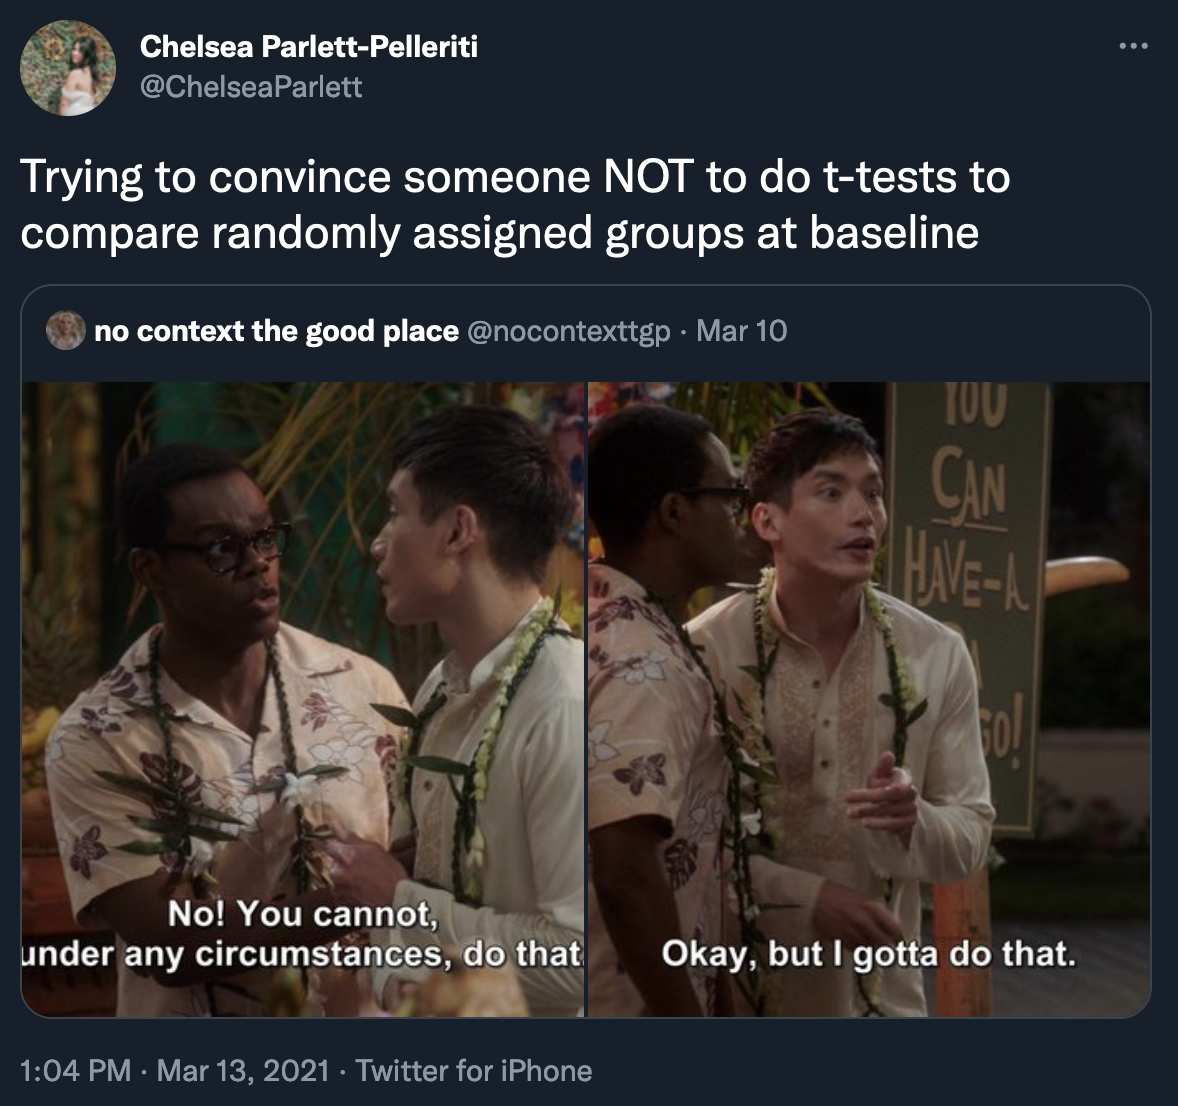 Chelsea Parlett-Pelleriti
@ChelseaParlett
Trying to convince someone NOT to do t-tests to
compare randomly assigned groups at baseline
no context the good place @nocontexttgp · Mar 10
No! You cannot,
under any circumstances, do that.
YOU
CAN
HAVE-A
GO!
Okay, but I gotta do that.
1:04 PM · Mar 13, 2021 · Twitter for iPhone